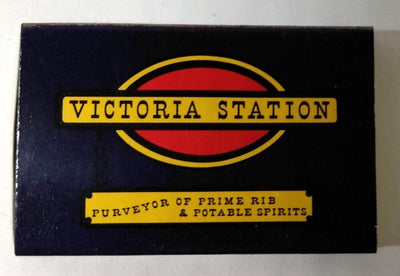 VICTORIA STATION
PURVEYOR OF PRIME RIB
& POTABLE SPIRITS